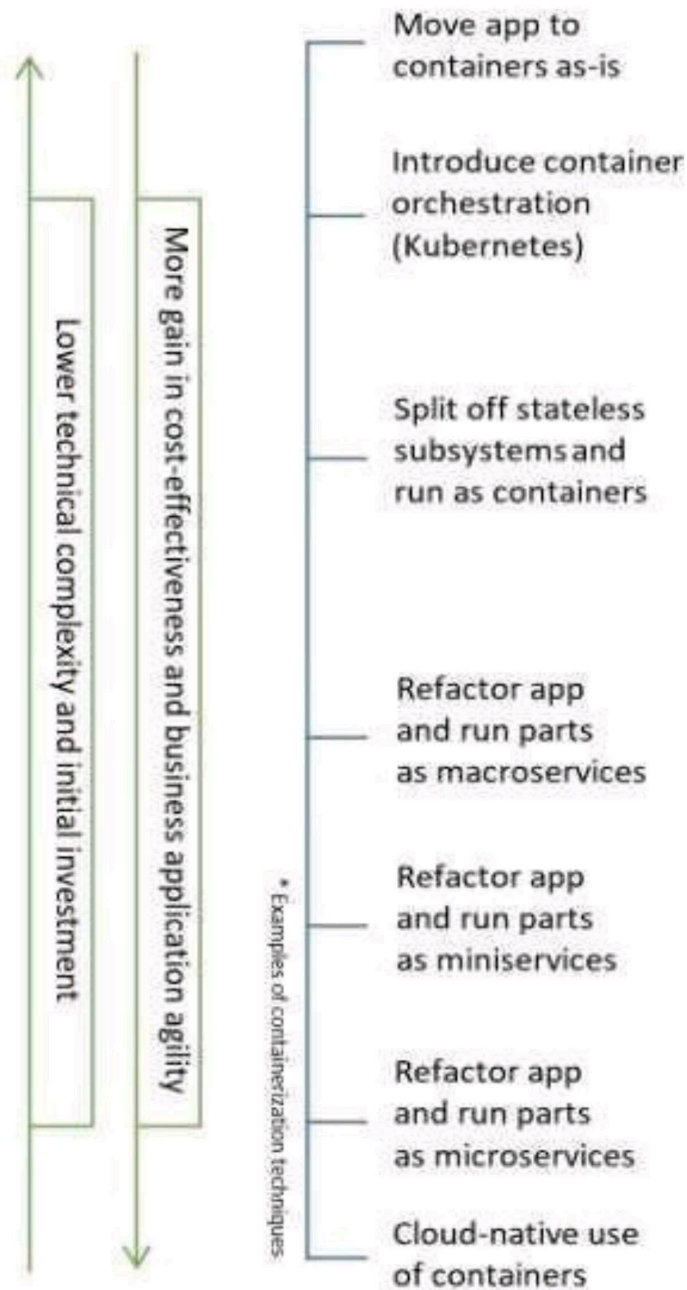 Move app to
containers as-is
Introduce container
orchestration
(Kubernetes)
Split off stateless
subsystems and
run as containers
Refactor app
and run parts
as macroservices
Refactor app
and run parts
as miniservices
Refactor app
and run parts
as microservices
Cloud-native use
of containers
Lower technical complexity and initial investment
More gain in cost-effectiveness and business application agility
* Examples of containerization techniques